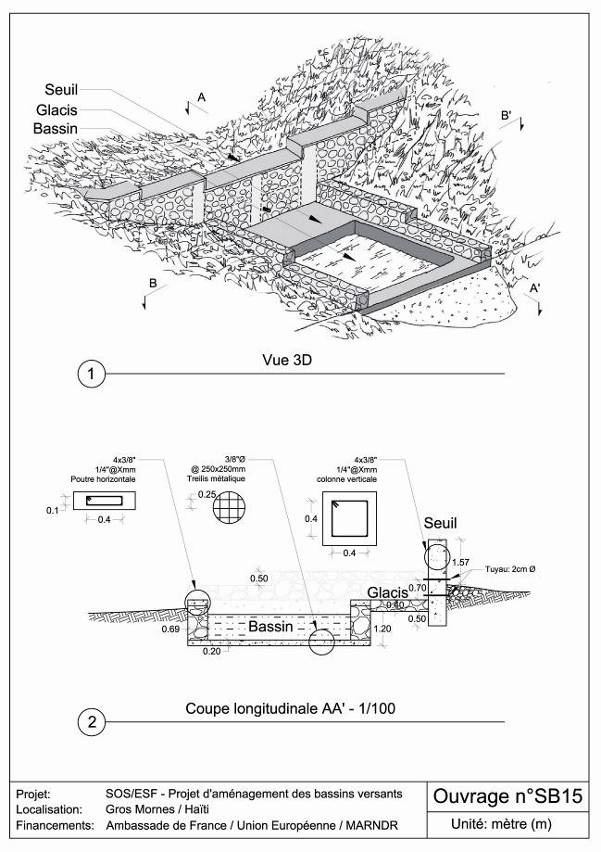 Seuil
Glacis
Bassin
A
B'
B
A'
1
Vue 3D
4x3/8"
1/4"@Xmm
Poutre horizontale
3/8"Ø
@ 250x250mm
Treillis métalique
4x3/8"
1/4"@Xmm
colonne verticale
0.1
0.4
0.25
0.4
0.4
Seuil
1.57
Tuyau: 2cm Ø
0.50
0.70
Glacis
0.40
0.69
Bassin
1.20
0.50
0.20
2
Coupe longitudinale AA' - 1/100
Projet: SOS/ESF - Projet d'aménagement des bassins versants
Localisation: Gros Mornes / Haïti
Financements: Ambassade de France / Union Européenne / MARNDR
Ouvrage n°SB15
Unité: mètre (m)